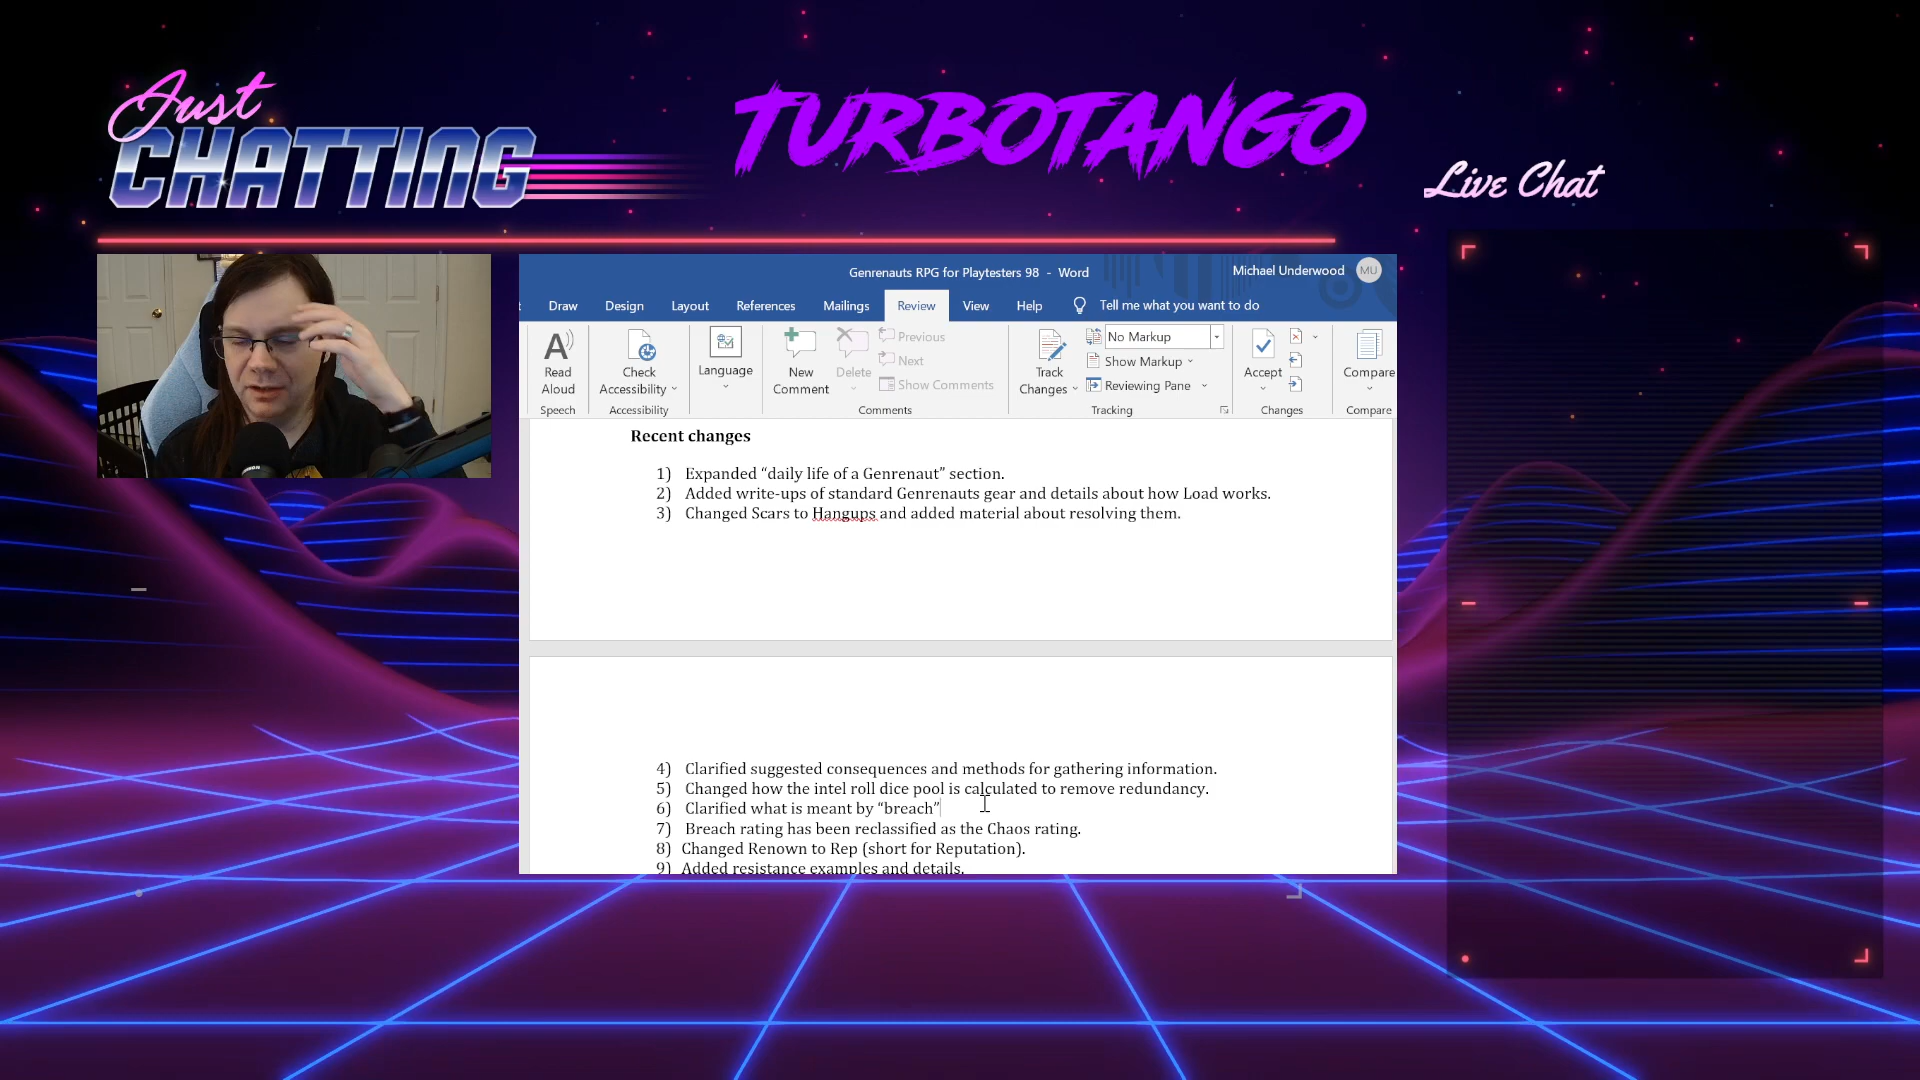 Just
CHATTING
TURBOTANGO
Live Chat
Genrenauts RPG for Playtesters 98 - Word
Michael Underwood
MU
Draw
Design
Layout
References
Mailings
Review
View
Help
Tell me what you want to do
Read
Aloud
Speech
Check
Accessibility
Accessibility
Language
New
Comment
Delete
Previous
Next
Show Comments
Comments
Track
Changes
No Markup
Show Markup
Reviewing Pane
Tracking
Accept
Changes
Compare
Compare
Recent changes
1) Expanded “daily life of a Genrenaut” section.
2) Added write-ups of standard Genrenauts gear and details about how Load works.
3) Changed Scars to Hangups and added material about resolving them.
4) Clarified suggested consequences and methods for gathering information.
5) Changed how the intel roll dice pool is calculated to remove redundancy.
6) Clarified what is meant by “breach”
7) Breach rating has been reclassified as the Chaos rating.
8) Changed Renown to Rep (short for Reputation).
9) Added resistance examples and details.